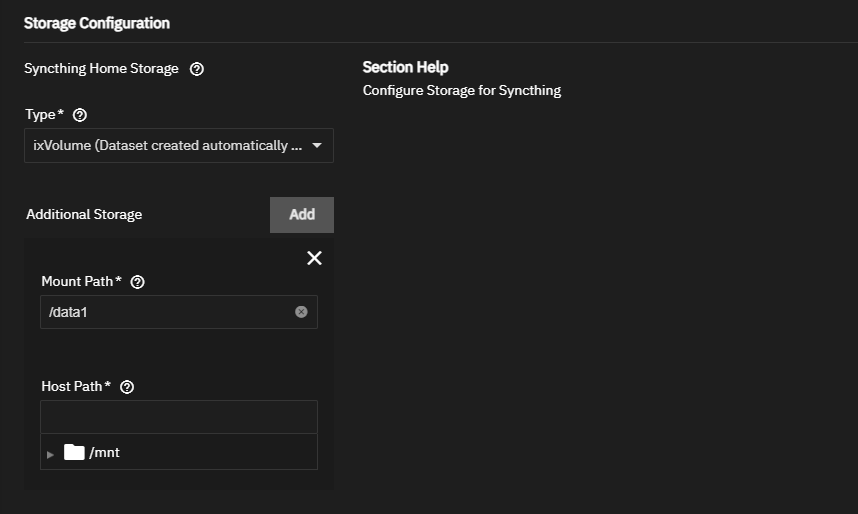 Storage Configuration
Syncthing Home Storage
Section Help
Configure Storage for Syncthing
Type*
ixVolume (Dataset created automatically ...
Additional Storage
Add
Mount Path*
/data1
Host Path*
/mnt